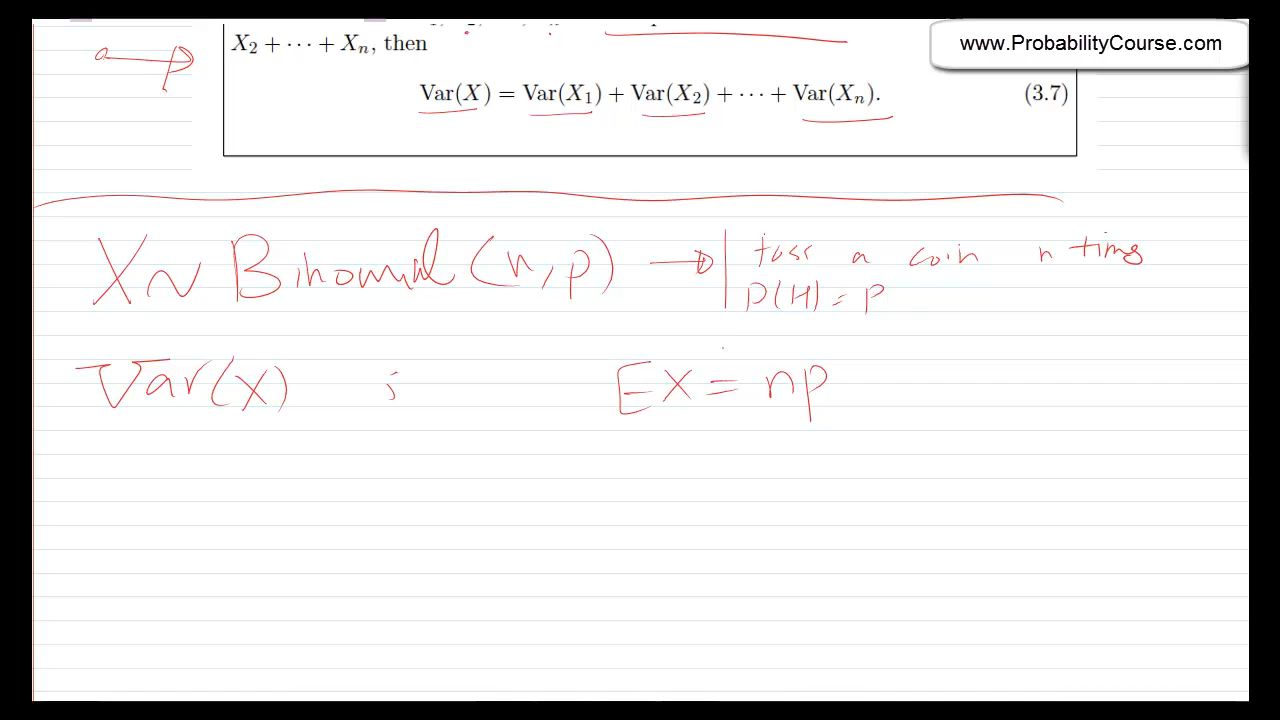 www.ProbabilityCourse.com
X₂ + ··· + Xₙ, then
Var(X) = Var(X₁) + Var(X₂) + ··· + Var(Xₙ). (3.7)
p
X ~ Binomial (n, p) → toss a coin n times
P(H) = p
Var(X) ;
EX = np